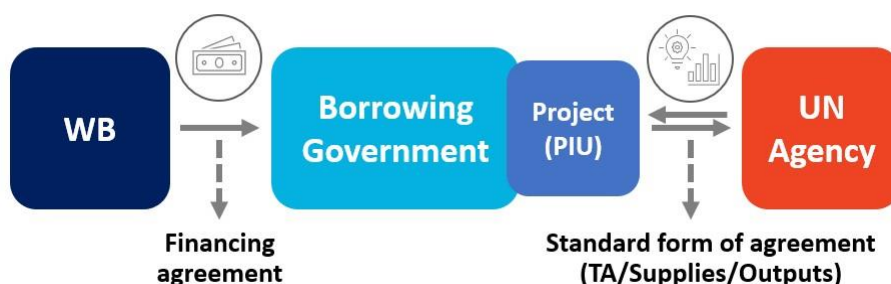 WB
Borrowing
Government
Project
(PIU)
UN
Agency
Financing
agreement
Standard form of agreement
(TA/Supplies/Outputs)